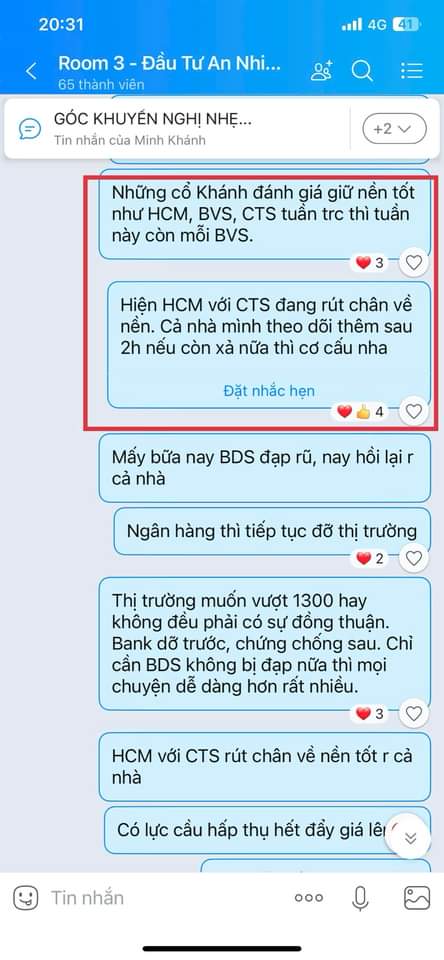 20:31
4G 41
Room 3 - Đầu Tư An Nhi...
65 thành viên
GÓC KHUYẾN NGHỊ NHẸ...
Tin nhắn của Minh Khánh
+2
Những cổ Khánh đánh giá giữ nền tốt
như HCM, BVS, CTS tuần trc thì tuần
này còn mỗi BVS.
3
Hiện HCM với CTS đang rút chân về
nền. Cả nhà mình theo dõi thêm sau
2h nếu còn xả nữa thì cơ cấu nha
Đặt nhắc hẹn
4
Mấy bữa nay BDS đạp rũ, nay hồi lại r
cả nhà
Ngân hàng thì tiếp tục đỡ thị trường
2
Thị trường muốn vượt 1300 hay
không đều phải có sự đồng thuận.
Bank dỡ trước, chứng chống sau. Chỉ
cần BDS không bị đạp nữa thì mọi
chuyện dễ dàng hơn rất nhiều.
3
HCM với CTS rút chân về nền tốt r cả
nhà
Có lực cầu hấp thụ hết đẩy giá lên
Tin nhắn